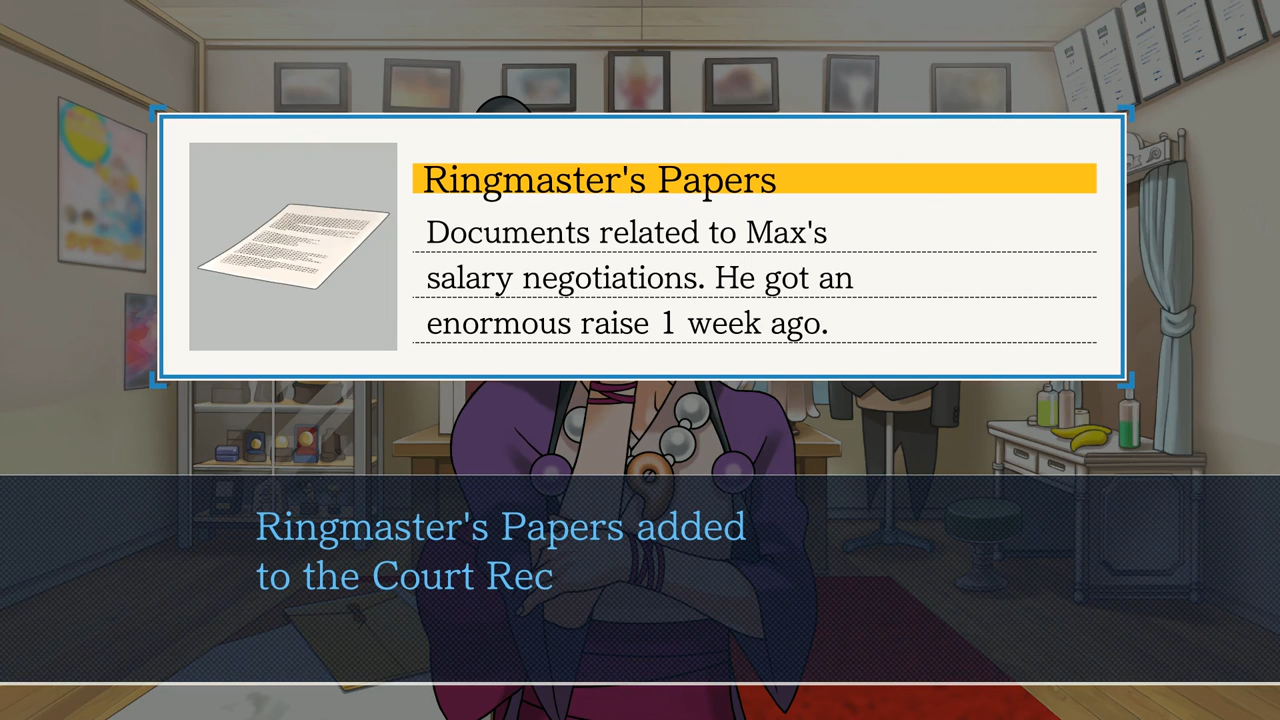 Ringmaster's Papers
Documents related to Max's
salary negotiations. He got an
enormous raise 1 week ago.
Ringmaster's Papers added
to the Court Rec